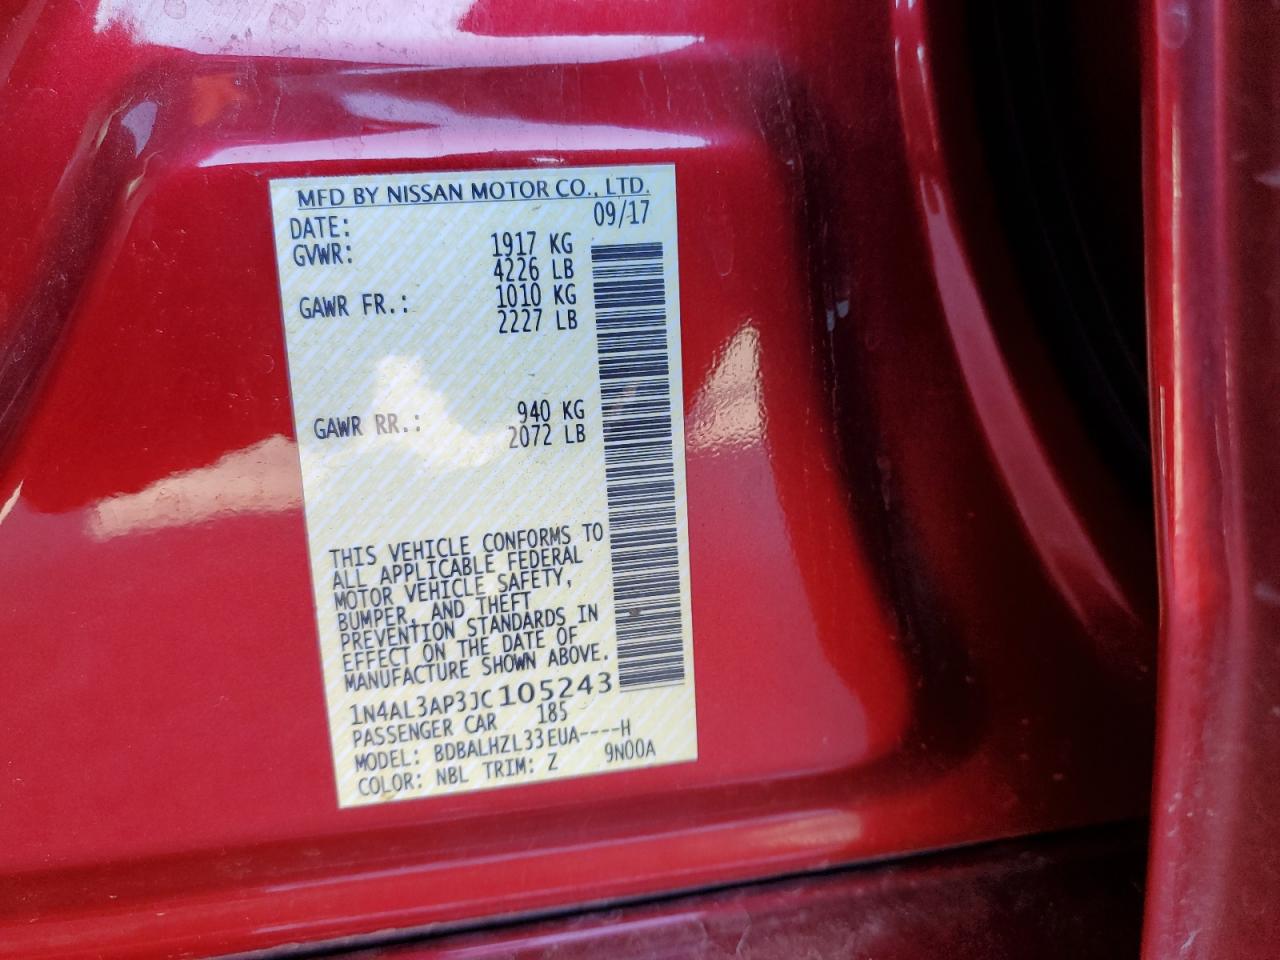 MFD BY NISSAN MOTOR CO., LTD.
DATE: 09/17
GVWR: 1917 KG
4226 LB
GAWR FR.: 1010 KG
2227 LB
GAWR RR.: 940 KG
2072 LB
THIS VEHICLE CONFORMS TO
ALL APPLICABLE FEDERAL
MOTOR VEHICLE SAFETY,
BUMPER, AND THEFT
PREVENTION STANDARDS IN
EFFECT ON THE DATE OF
MANUFACTURE SHOWN ABOVE.
1N4AL3AP3JC105243
PASSENGER CAR 185
MODEL: BDBALHZL33EUA----H
COLOR: NBL TRIM: Z 9N00A